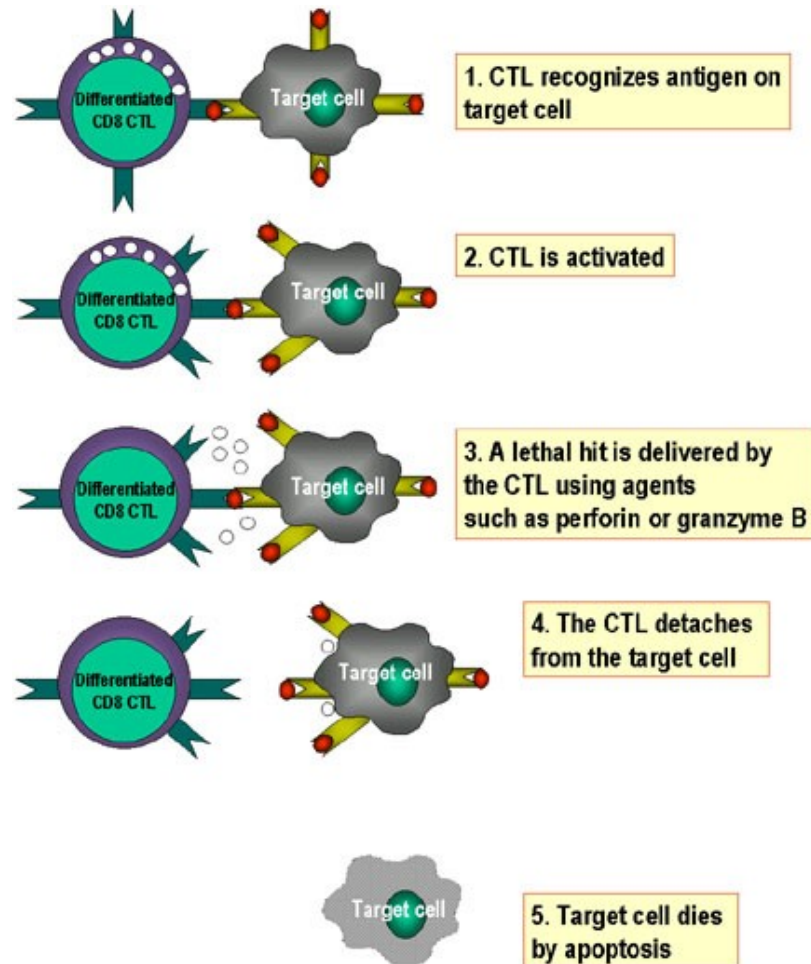 Differentiated
CD8 CTL
Target cell
1. CTL recognizes antigen on
target cell
Differentiated
CD8 CTL
Target cell
2. CTL is activated
Differentiated
CD8 CTL
Target cell
3. A lethal hit is delivered by
the CTL using agents
such as perforin or granzyme B
Differentiated
CD8 CTL
Target cell
4. The CTL detaches
from the target cell
Target cell
5. Target cell dies
by apoptosis